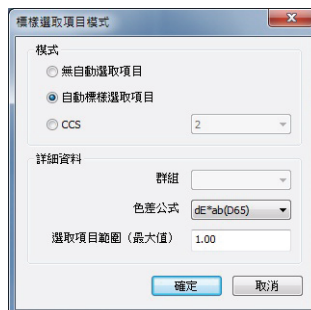 標樣選取項目模式
模式
無自動選取項目
自動標樣選取項目
CCS 2
詳細資料
群組
色差公式 dE*ab(D65)
選取項目範圍（最大值） 1.00
確定 取消